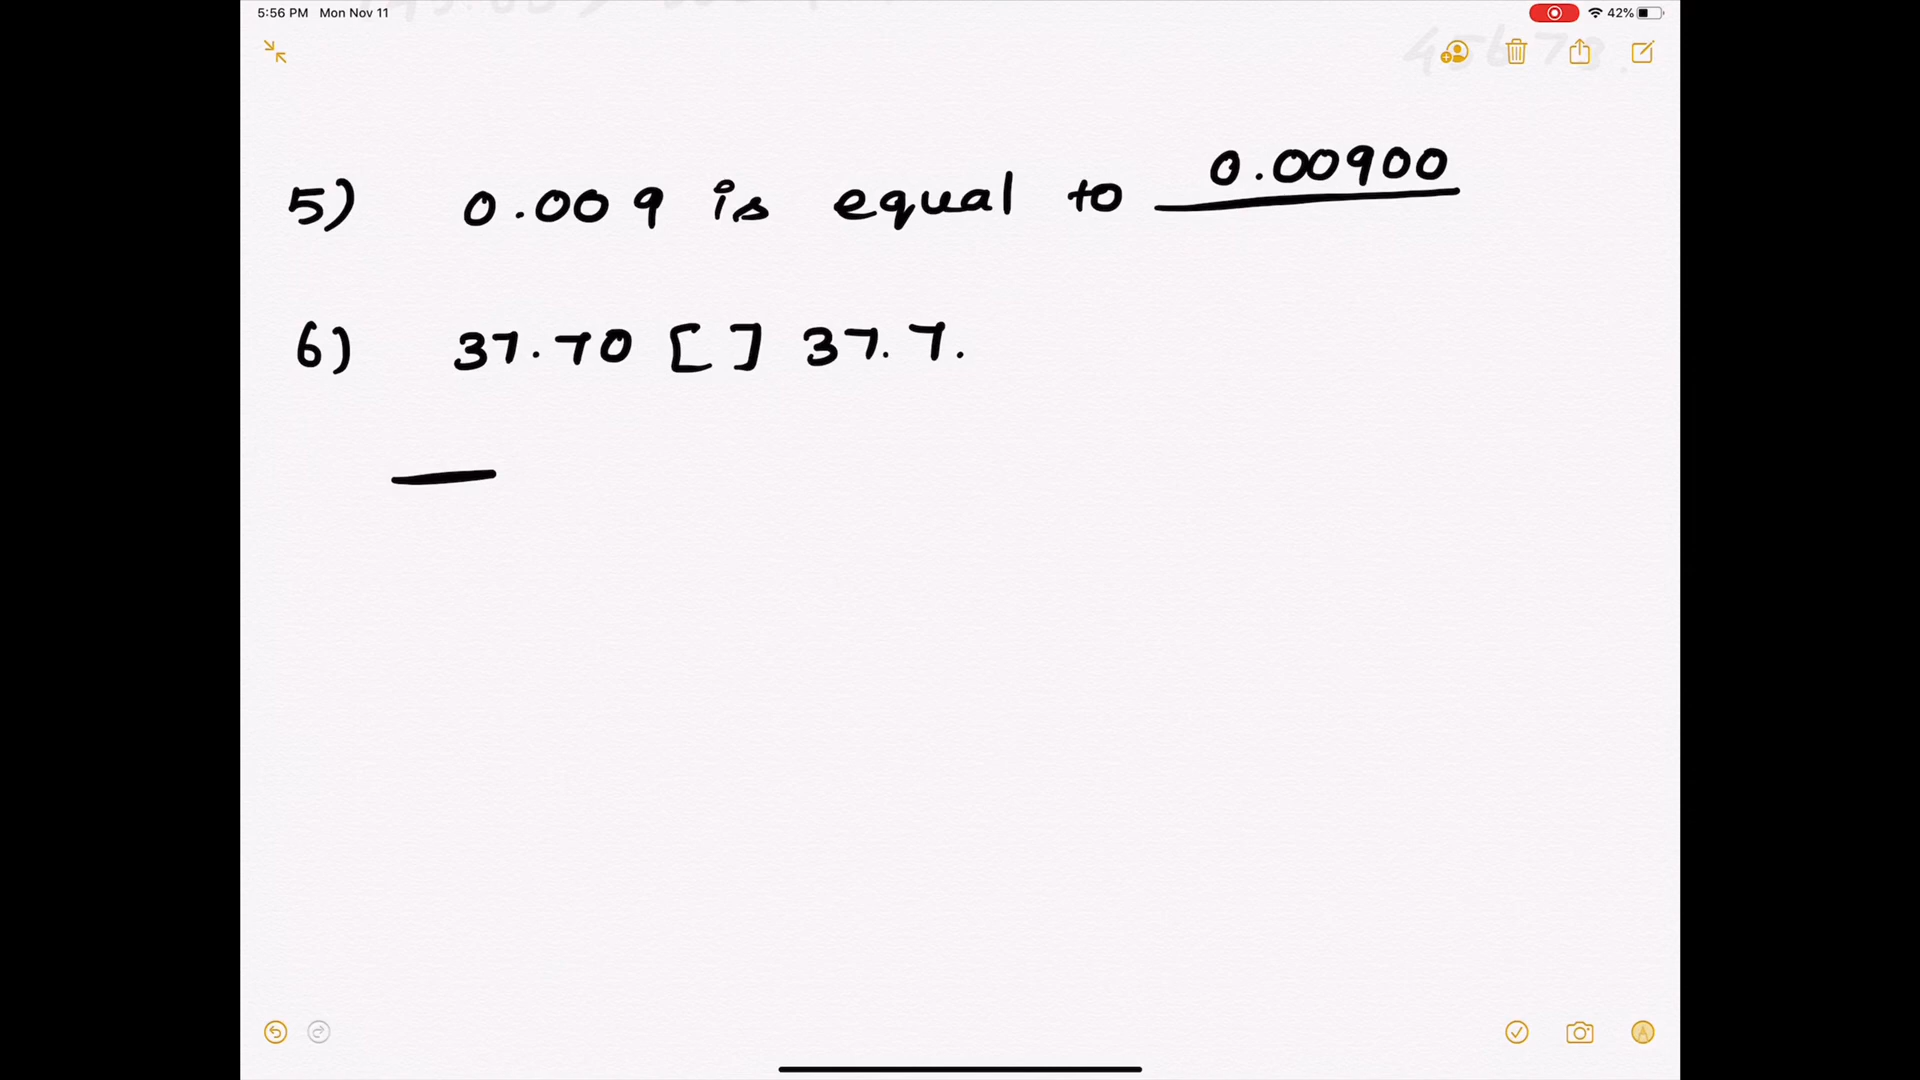 5:56 PM Mon Nov 11
42%
5) 0.009 is equal to 0.00900
6) 37.70 [ ] 37.7.